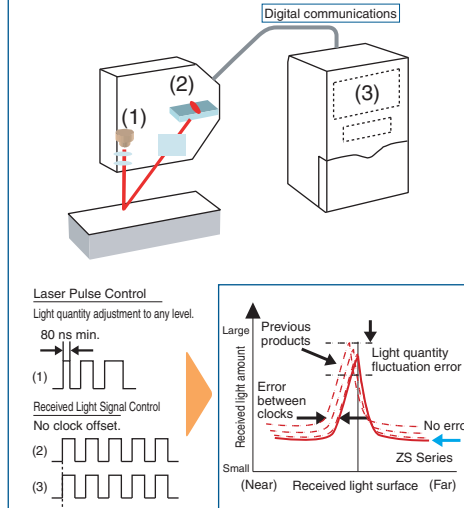 Digital communications
(1)
(2)
(3)
Laser Pulse Control
Light quantity adjustment to any level.
80 ns min.
(1)
Received Light Signal Control
No clock offset.
(2)
(3)
Large
Received light amount
Small
Previous
products
Light quantity
fluctuation error
Error
between
clocks
No erro
ZS Series
(Near)
Received light surface
(Far)